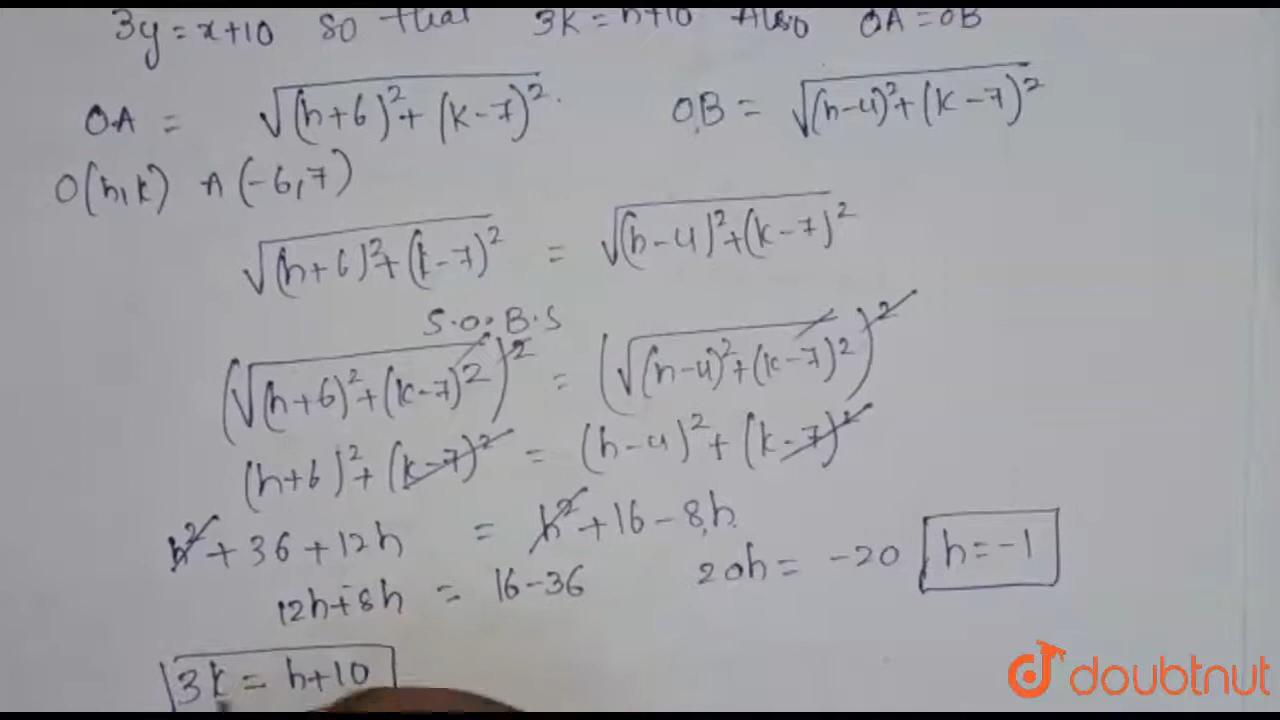 3y = x+10 so that 3k = h+10 Also OA = OB
OA = √(h+6)²+(k-7)² OB = √(h-4)²+(k-7)²
O(h,k) A(-6,7)
√(h+6)²+(k-7)² = √(h-4)²+(k-7)²
S.O.B.S
(√(h+6)²+(k-7)²)² = (√(h-4)²+(k-7)²)²
(h+6)²+(k-7)² = (h-4)²+(k-7)²
h²+36+12h = h²+16-8h
12h+8h = 16-36 20h = -20 h=-1
3k = h+10
doubtnut